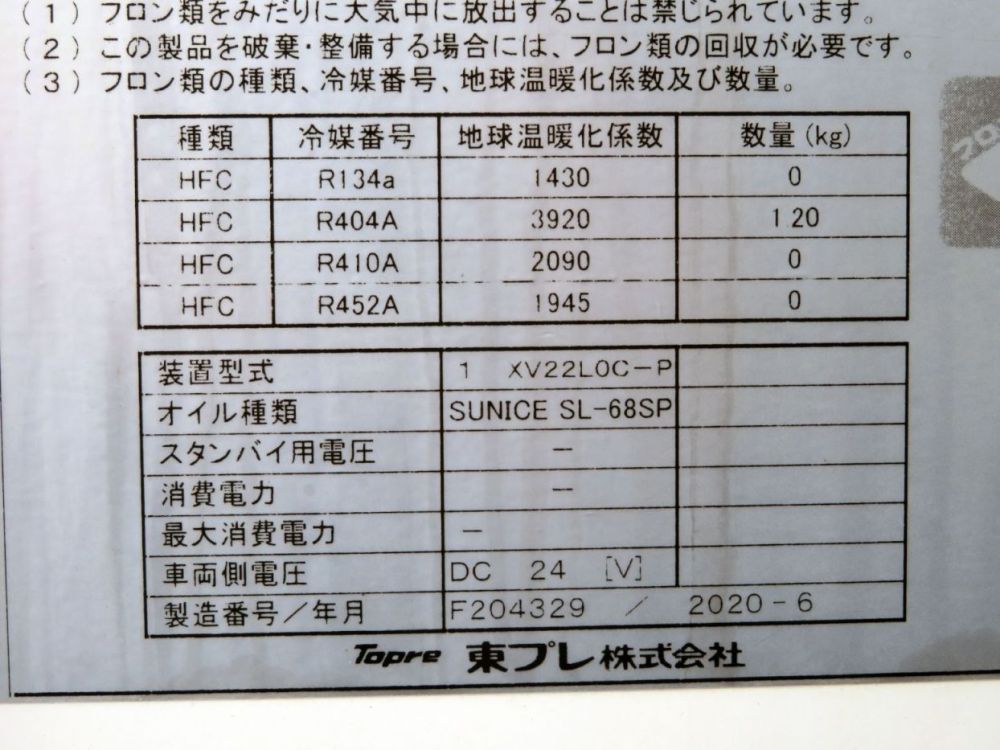 (1) フロン類をみだりに大気中に放出することは禁じられています。
(2) この製品を破棄・整備する場合には、フロン類の回収が必要です。
(3) フロン類の種類、冷媒番号、地球温暖化係数及び数量。
種類 冷媒番号 地球温暖化係数 数量(kg)
HFC R134a 1430 0
HFC R404A 3920 120
HFC R410A 2090 0
HFC R452A 1945 0
フロン
装置型式 1 XV22LOC-P
オイル種類 SUNICE SL-68SP
スタンバイ用電圧 -
消費電力 -
最大消費電力 -
車両側電圧 DC 24 [V]
製造番号/年月 F204329 / 2020-6
Topre 東プレ株式会社